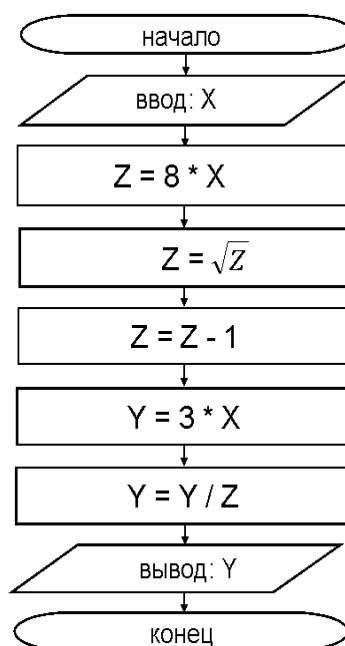 начало
ввод: X
Z = 8 * X
Z = √Z
Z = Z - 1
Y = 3 * X
Y = Y / Z
вывод: Y
конец